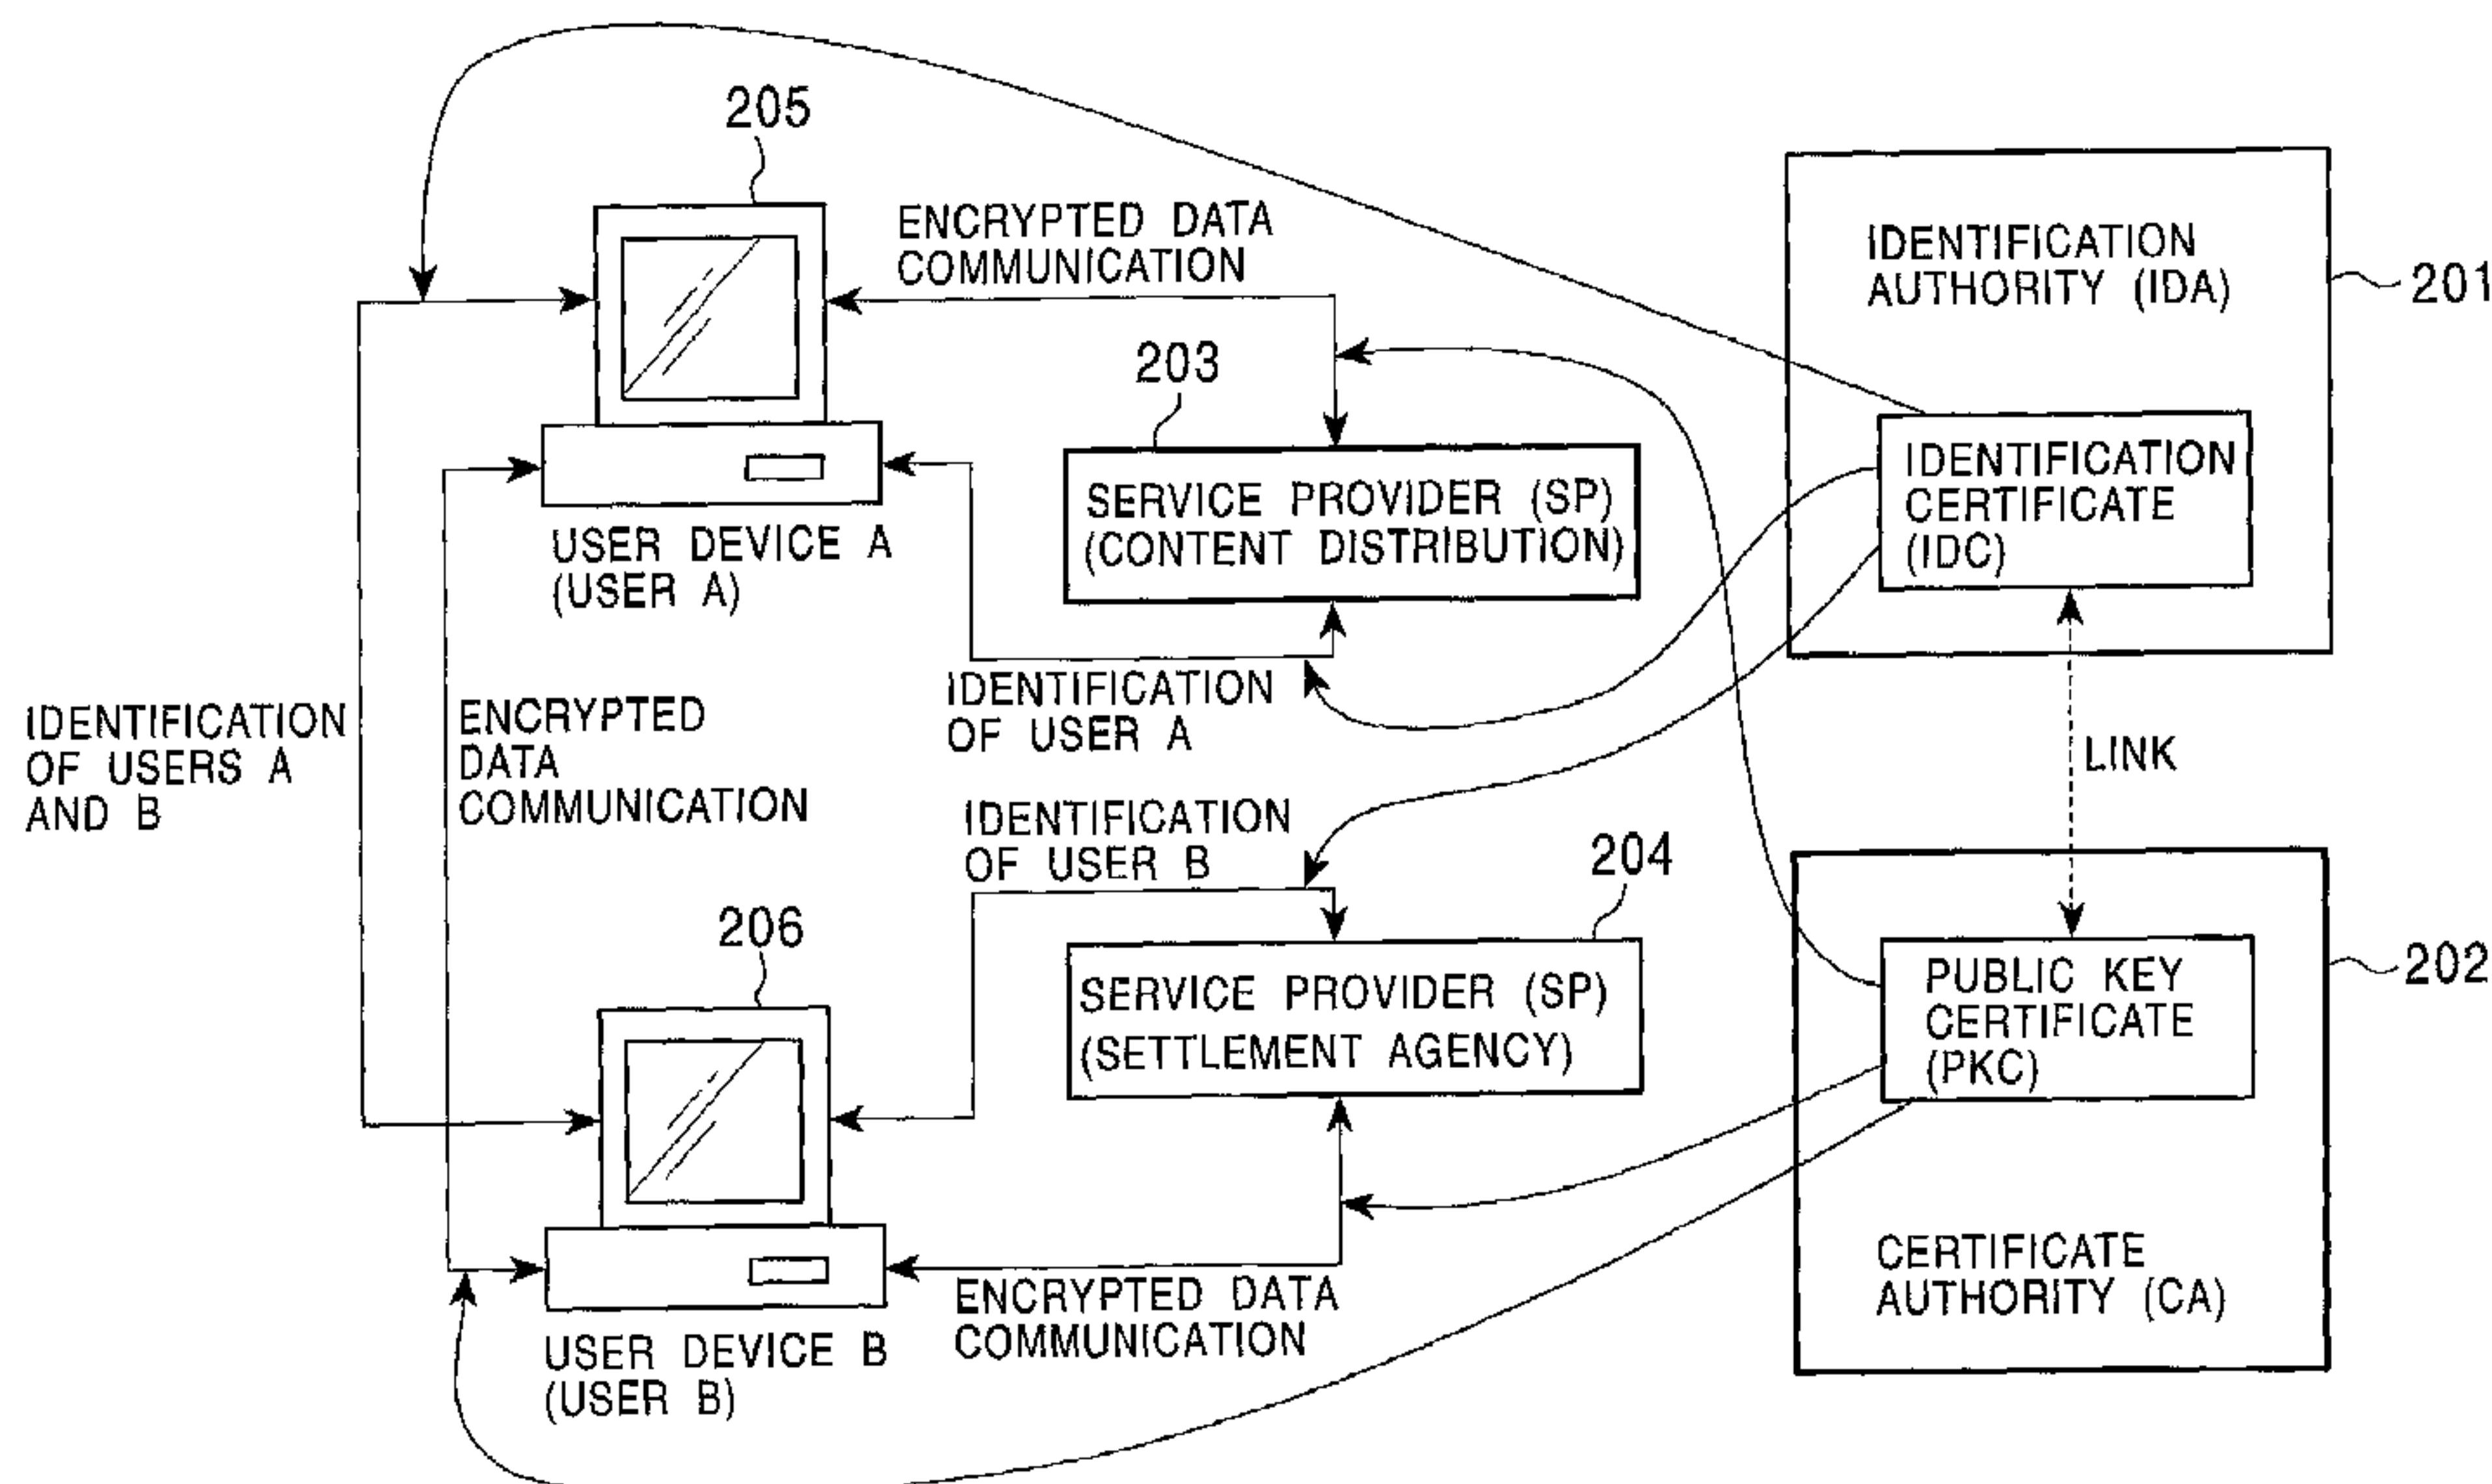 205
ENCRYPTED DATA
COMMUNICATION
IDENTIFICATION
AUTHORITY (IDA)
201
203
IDENTIFICATION
CERTIFICATE
(IDC)
SERVICE PROVIDER (SP)
(CONTENT DISTRIBUTION)
USER DEVICE A
(USER A)
IDENTIFICATION
OF USER A
IDENTIFICATION
OF USERS A
AND B
ENCRYPTED
DATA
COMMUNICATION
LINK
IDENTIFICATION
OF USER B
204
206
202
SERVICE PROVIDER (SP)
(SETTLEMENT AGENCY)
PUBLIC KEY
CERTIFICATE
(PKC)
CERTIFICATE
AUTHORITY (CA)
ENCRYPTED DATA
COMMUNICATION
USER DEVICE B
(USER B)